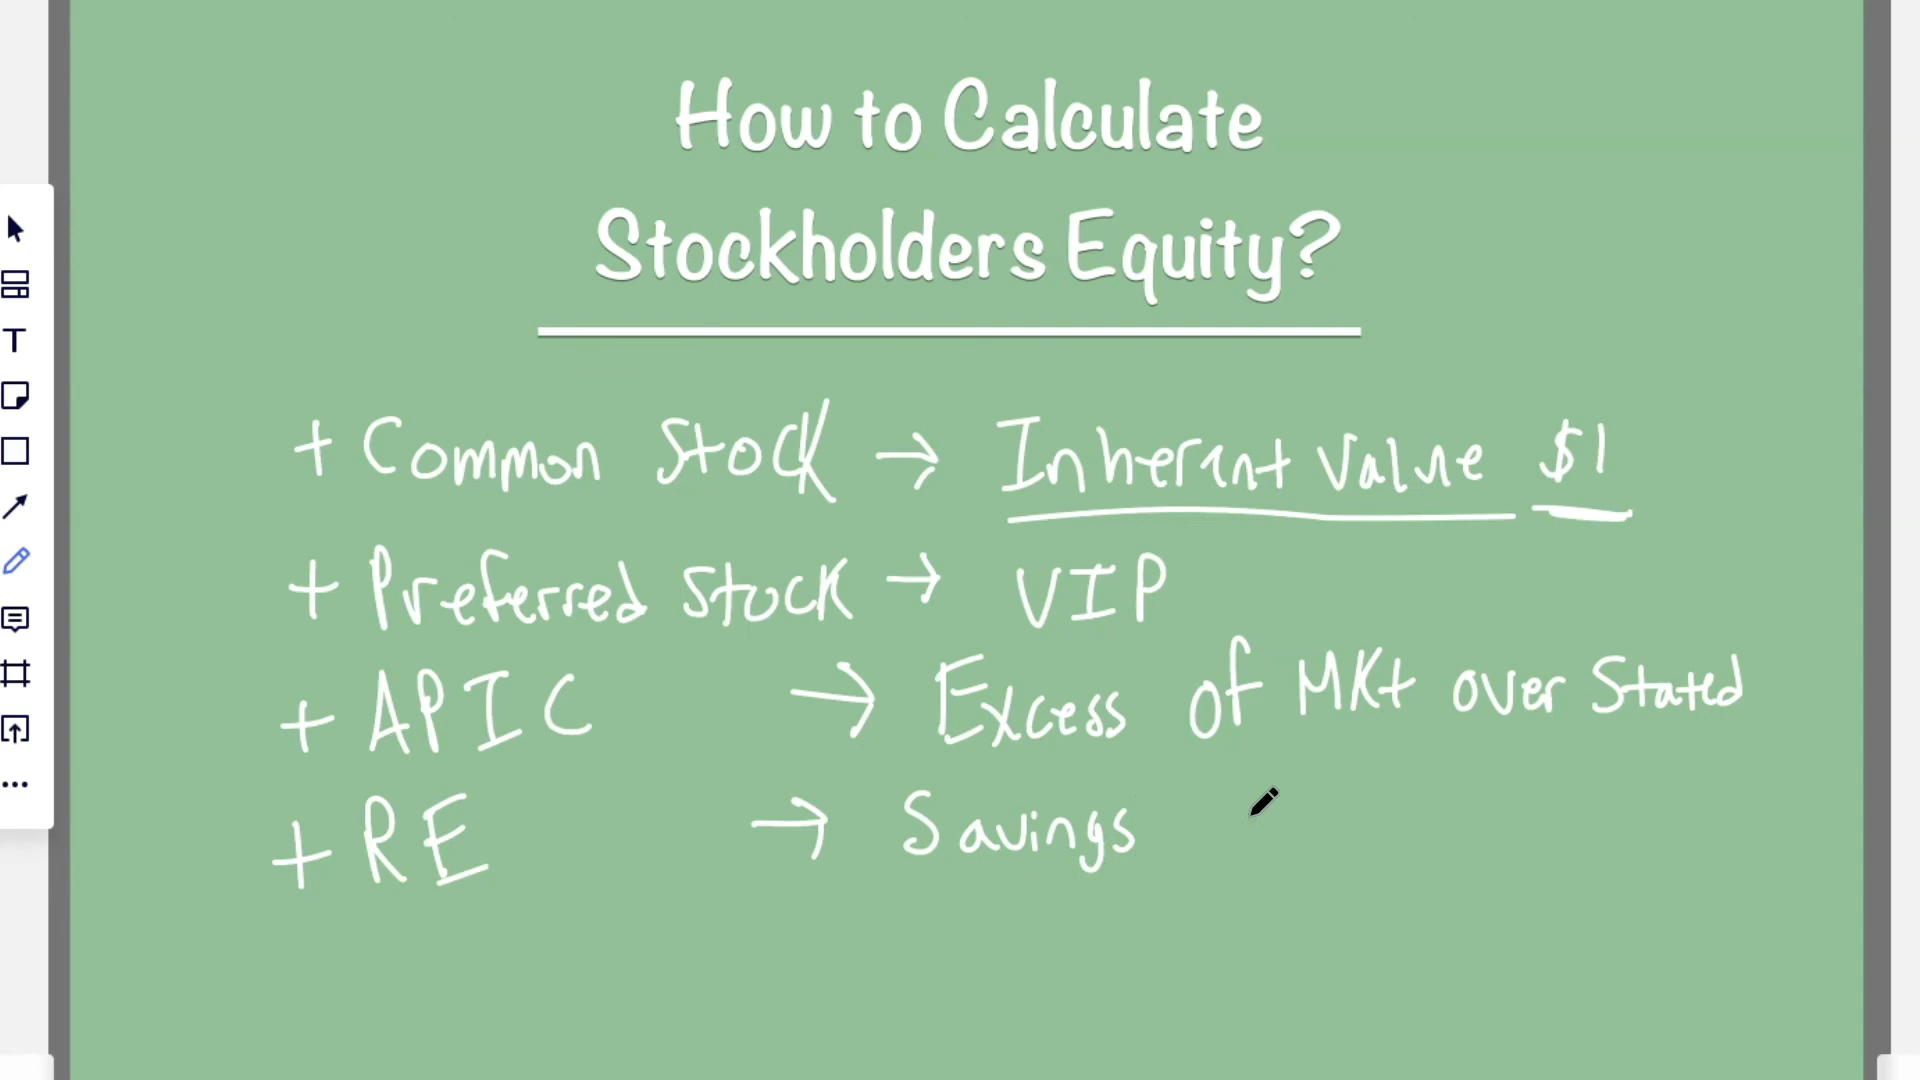 How to Calculate
Stockholders Equity?
+ Common Stock → Inherant Value $1
+ Preferred Stock → VIP
+ APIC → Excess of MKt over Stated
+ RE → Savings
T